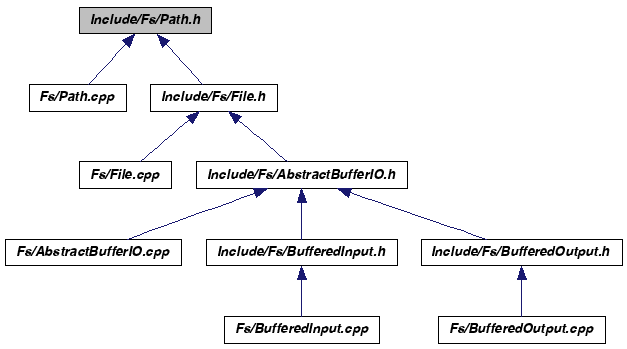 Include/Fs/Path.h
Fs/Path.cpp
Include/Fs/File.h
Fs/File.cpp
Include/Fs/AbstractBufferIO.h
Fs/AbstractBufferIO.cpp
Include/Fs/BufferedInput.h
Include/Fs/BufferedOutput.h
Fs/BufferedInput.cpp
Fs/BufferedOutput.cpp